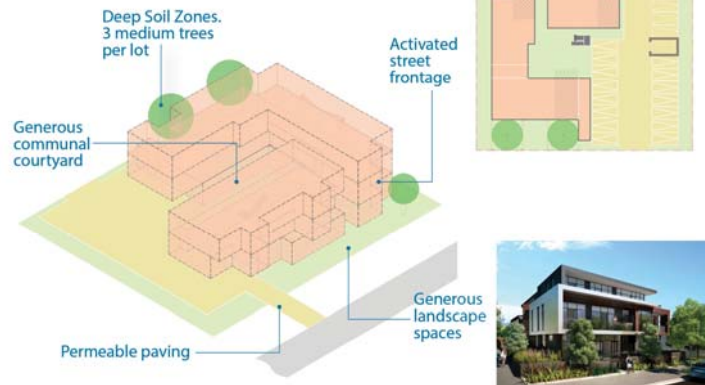 Deep Soil Zones.
3 medium trees
per lot
Activated
street
frontage
Generous
communal
courtyard
Generous
landscape
spaces
Permeable paving